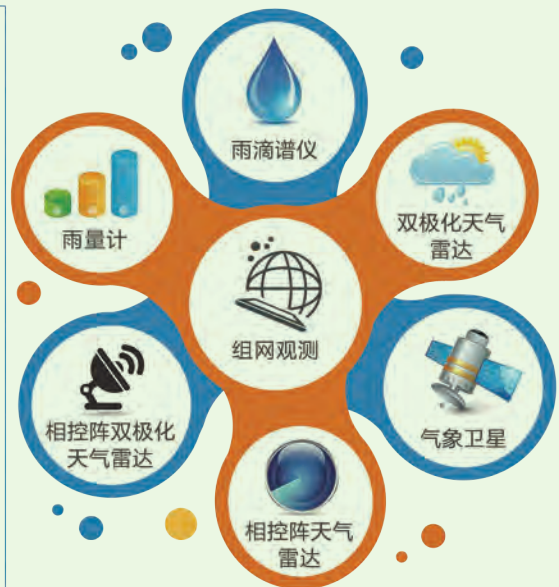 雨滴谱仪
雨量计
双极化天气
雷达
组网观测
相控阵双极化
天气雷达
气象卫星
相控阵天气
雷达